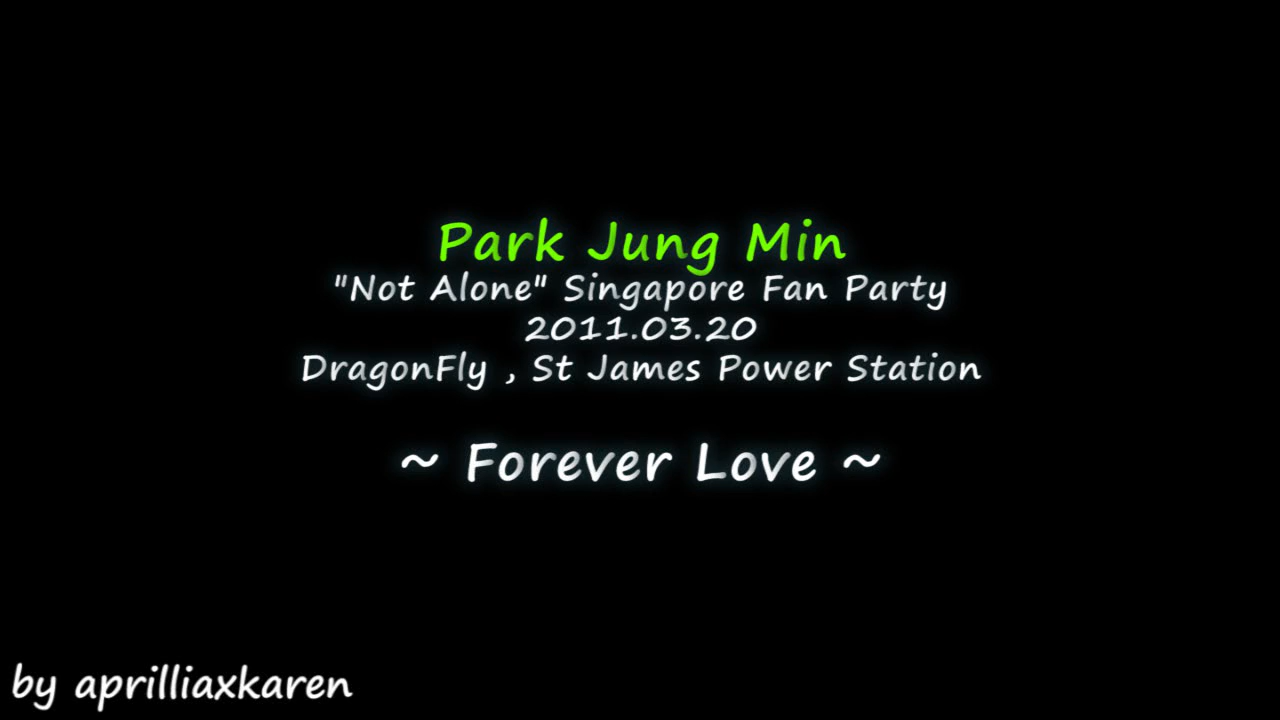 Park Jung Min
"Not Alone" Singapore Fan Party
2011.03.20
DragonFly , St James Power Station
~ Forever Love ~
by aprilliaxkaren